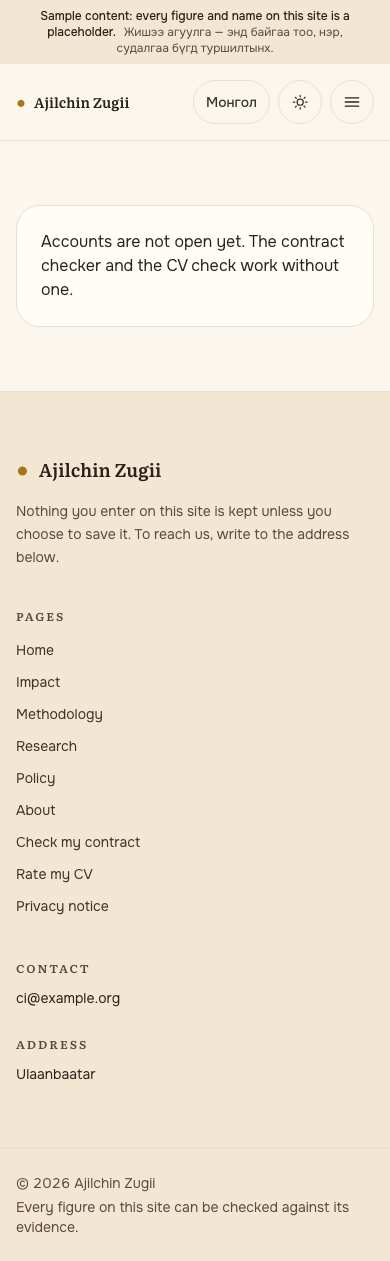 Sample content: every figure and name on this site is a
placeholder. Жишээ агуулга — энд байгаа тоо, нэр,
судалгаа бүгд туршилтынх.
Ajilchin Zugii
Монгол
Accounts are not open yet. The contract
checker and the CV check work without
one.
Ajilchin Zugii
Nothing you enter on this site is kept unless you
choose to save it. To reach us, write to the address
below.
PAGES
Home
Impact
Methodology
Research
Policy
About
Check my contract
Rate my CV
Privacy notice
CONTACT
ci@example.org
ADDRESS
Ulaanbaatar
© 2026 Ajilchin Zugii
Every figure on this site can be checked against its
evidence.